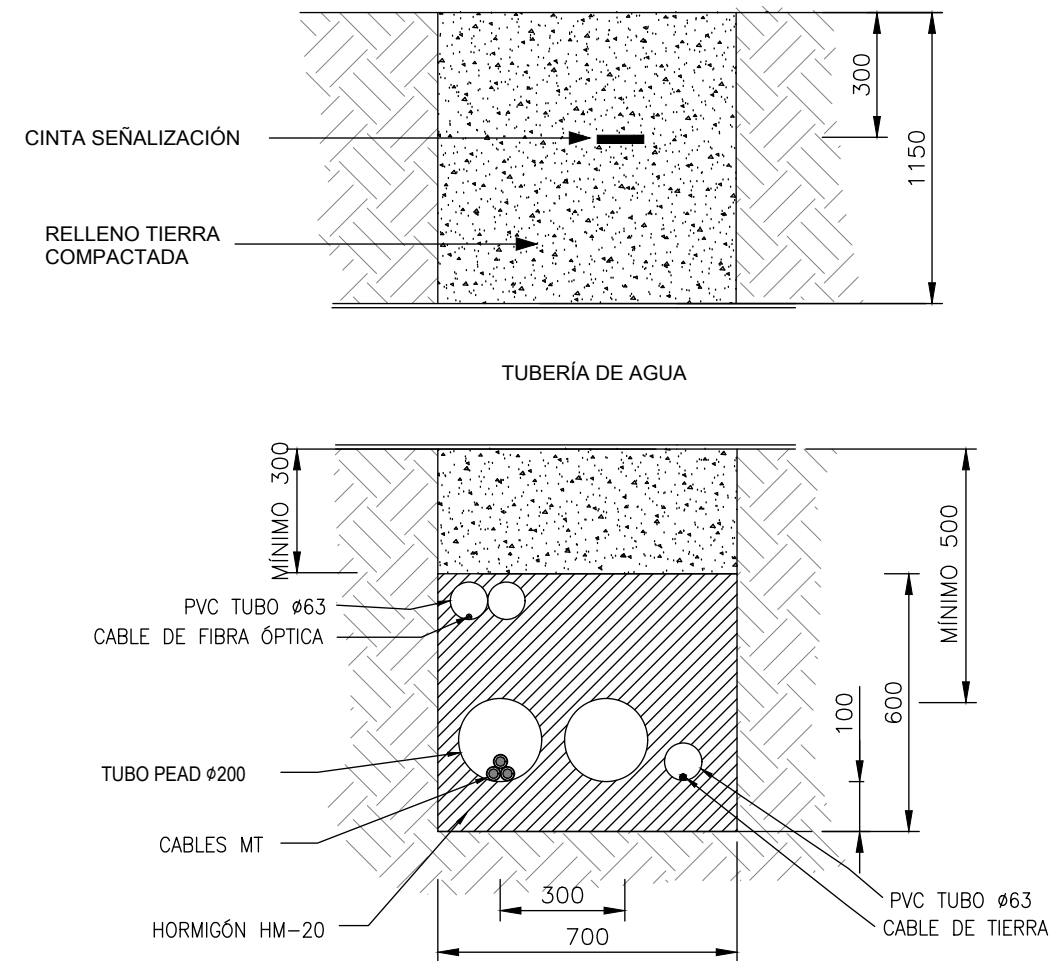 300
1150
CINTA SEÑALIZACIÓN
RELLENO TIERRA
COMPACTADA
TUBERÍA DE AGUA
MÍNIMO 300
MÍNIMO 500
PVC TUBO ø63
CABLE DE FIBRA ÓPTICA
600
100
TUBO PEAD ø200
CABLES MT
HORMIGÓN HM-20
300
700
PVC TUBO ø63
CABLE DE TIERRA